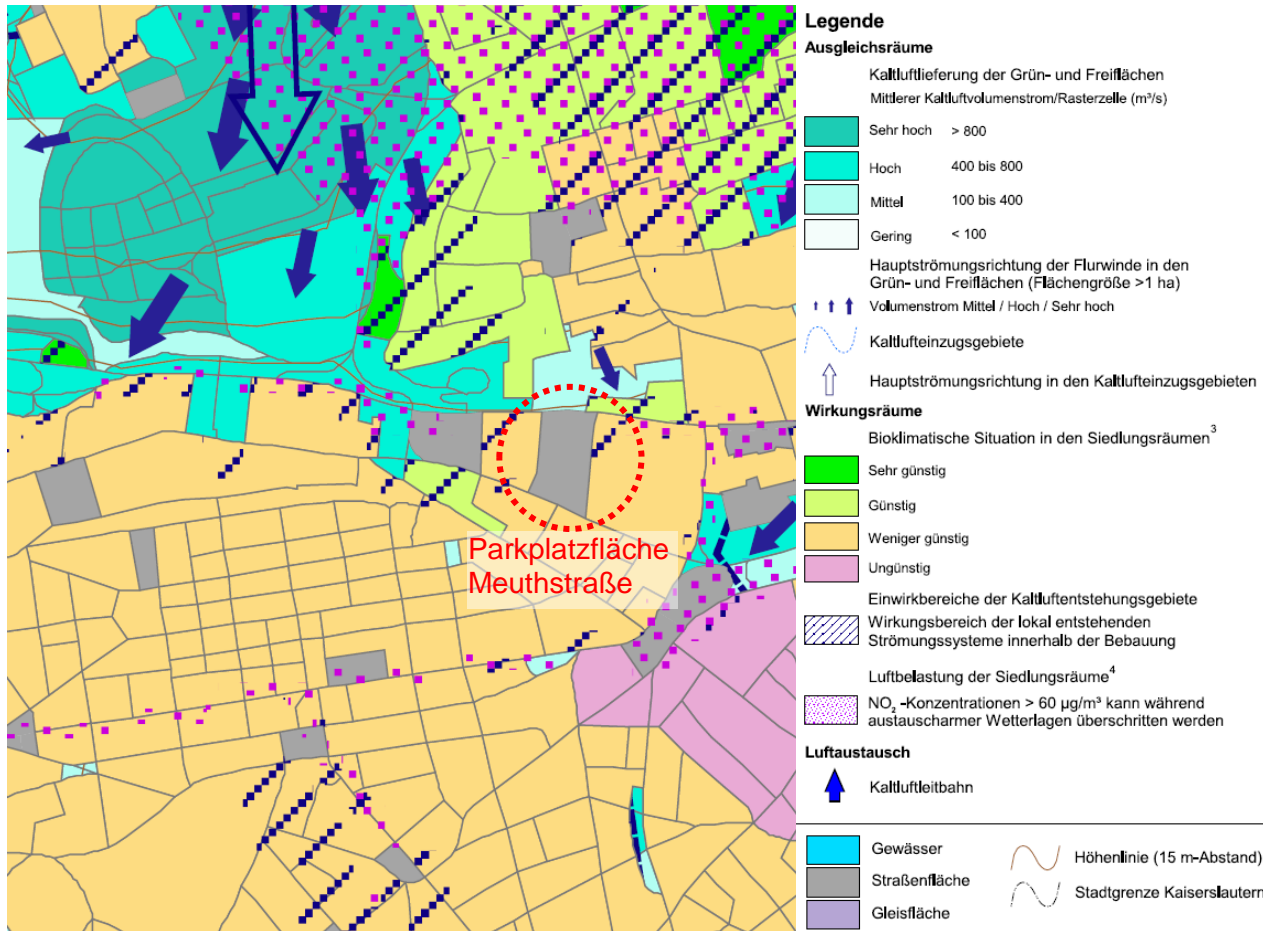 Parkplatzfläche
Meuthstraße
Legende
Ausgleichsräume
Kaltluftlieferung der Grün- und Freiflächen
Mittlerer Kaltluftvolumenstrom/Rasterzelle (m³/s)
Sehr hoch > 800
Hoch 400 bis 800
Mittel 100 bis 400
Gering < 100
Hauptströmungsrichtung der Flurwinde in den
Grün- und Freiflächen (Flächengröße >1 ha)
Volumenstrom Mittel / Hoch / Sehr hoch
Kaltlufteinzugsgebiete
Hauptströmungsrichtung in den Kaltlufteinzugsgebieten
Wirkungsräume
Bioklimatische Situation in den Siedlungsräumen³
Sehr günstig
Günstig
Weniger günstig
Ungünstig
Einwirkbereiche der Kaltluftentstehungsgebiete
Wirkungsbereich der lokal entstehenden
Strömungssysteme innerhalb der Bebauung
Luftbelastung der Siedlungsräume⁴
NO₂ -Konzentrationen > 60 µg/m³ kann während
austauscharmer Wetterlagen überschritten werden
Luftaustausch
Kaltluftleitbahn
Gewässer
Straßenfläche
Gleisfläche
Höhenlinie (15 m-Abstand)
Stadtgrenze Kaiserslautern